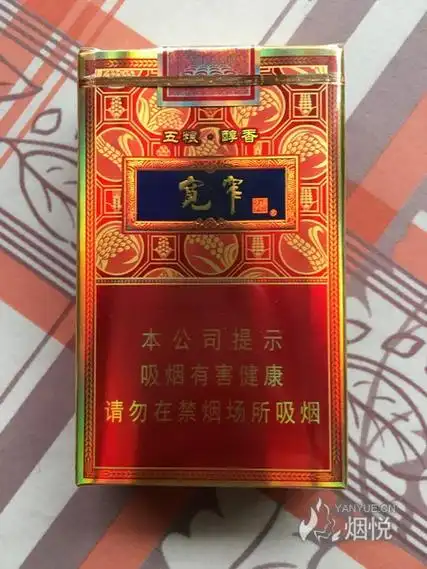 五粮·醇香
宽窄
本公司提示
吸烟有害健康
请勿在禁烟场所吸烟
YANYUE.CN
烟悦